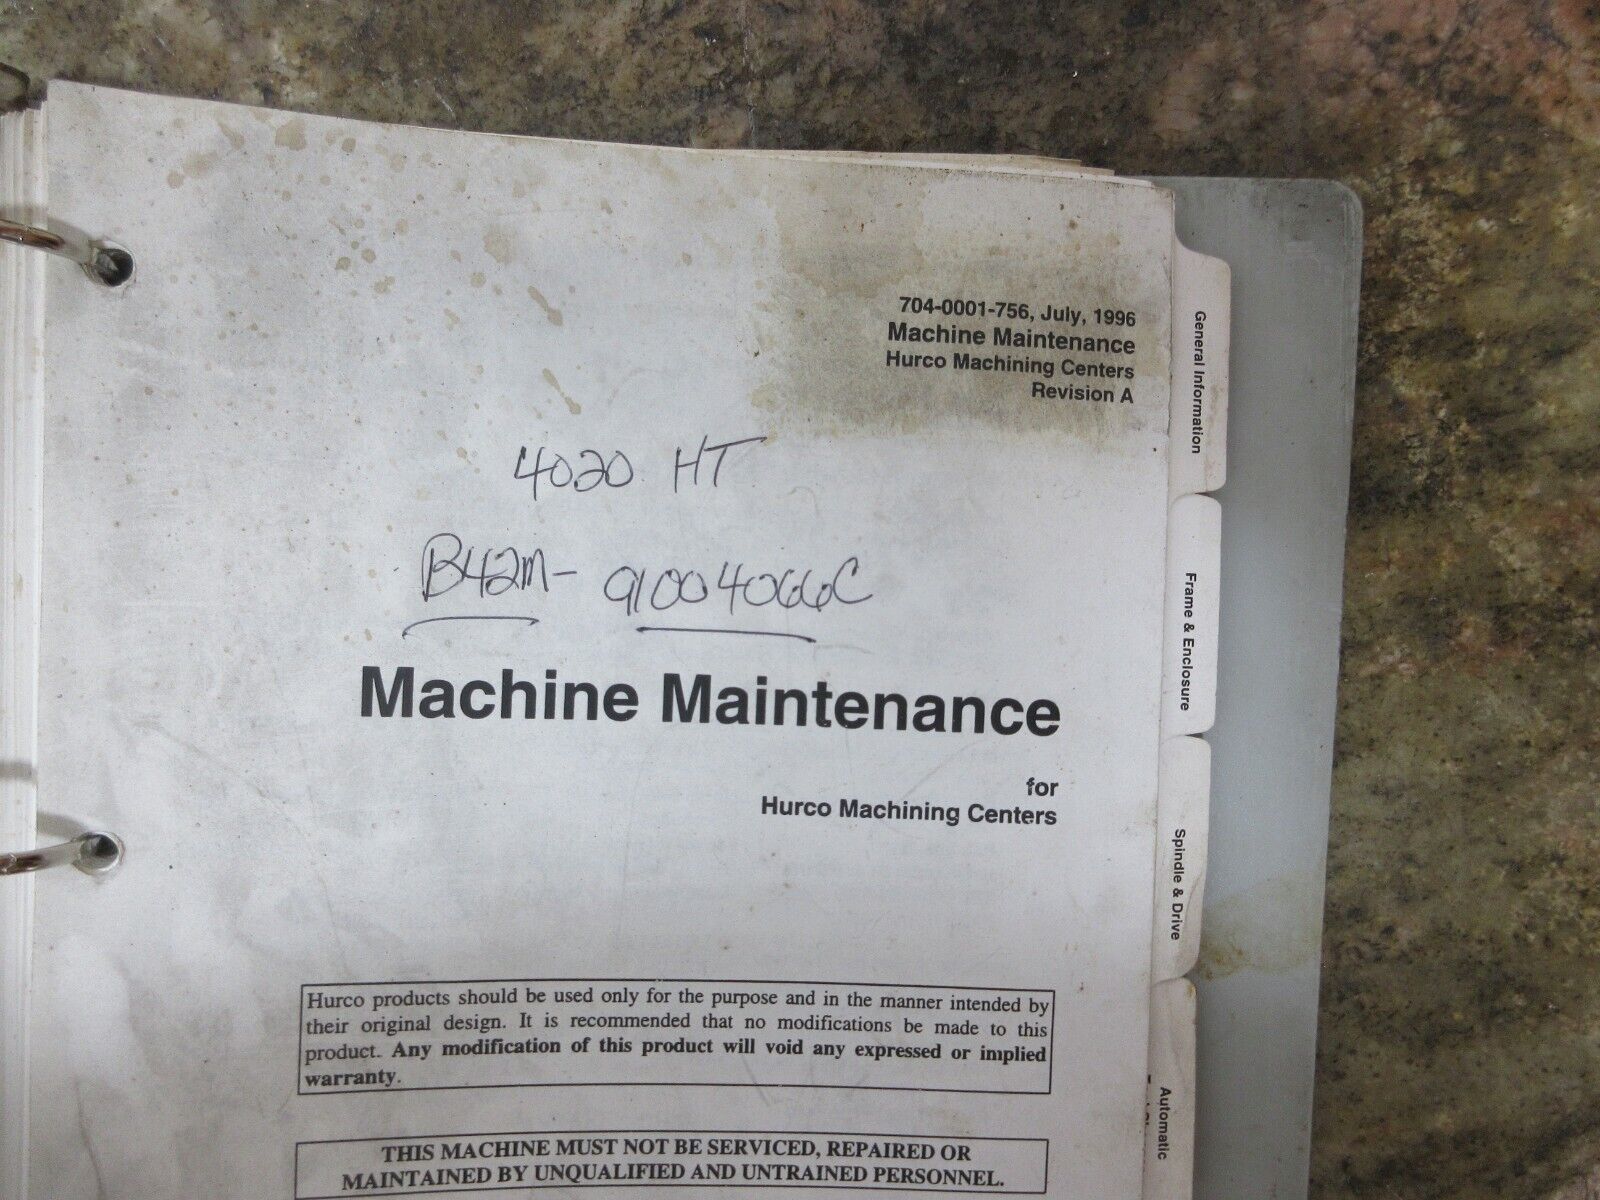 704-0001-756, July, 1996
Machine Maintenance
Hurco Machining Centers
Revision A
4020 HT
B42M- 91004066C
Machine Maintenance
for
Hurco Machining Centers
Hurco products should be used only for the purpose and in the manner intended by
their original design. It is recommended that no modifications be made to this
product. Any modification of this product will void any expressed or implied
warranty.
THIS MACHINE MUST NOT BE SERVICED, REPAIRED OR
MAINTAINED BY UNQUALIFIED AND UNTRAINED PERSONNEL.
General Information
Frame & Enclosure
Spindle & Drive
Automatic